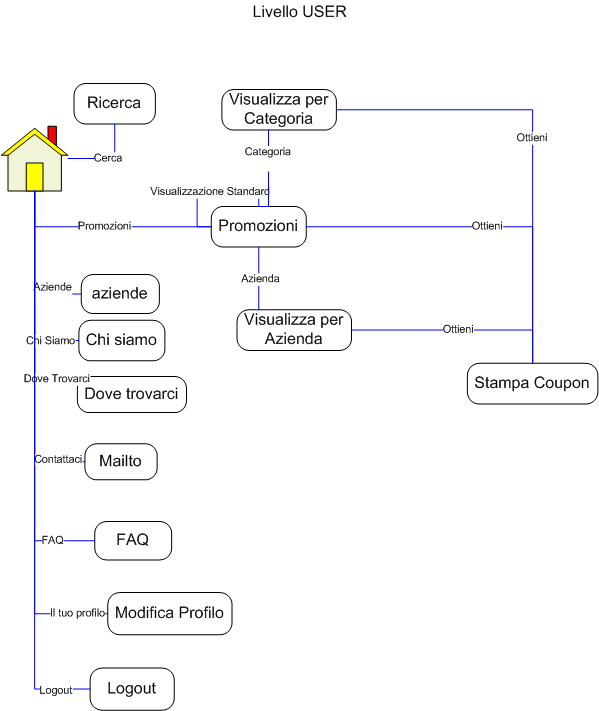 Livello USER
Ricerca
Cerca
Visualizza per
Categoria
Ottieni
Categoria
Visualizzazione Standard
Promozioni
Promozioni
Ottieni
Azienda
Aziende
aziende
Visualizza per
Azienda
Ottieni
Chi Siamo
Chi siamo
Dove Trovarci
Dove trovarci
Stampa Coupon
Contattaci
Mailto
FAQ
FAQ
Il tuo profilo
Modifica Profilo
Logout
Logout